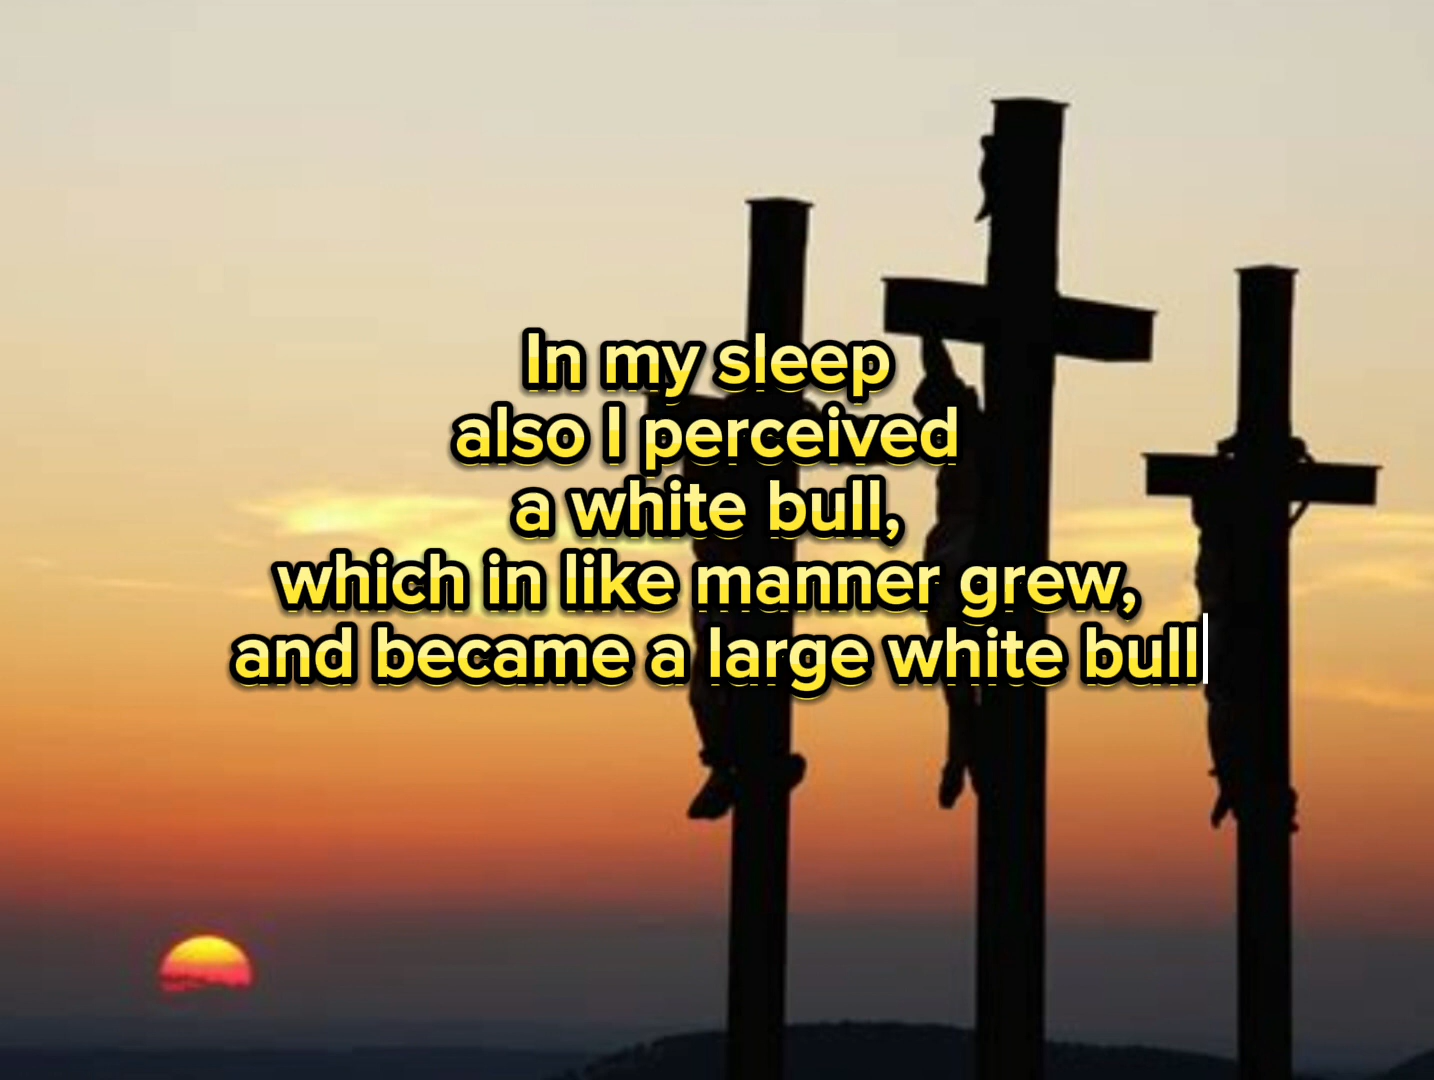 In my sleep
also I perceived
a white bull,
which in like manner grew,
and became a large white bull